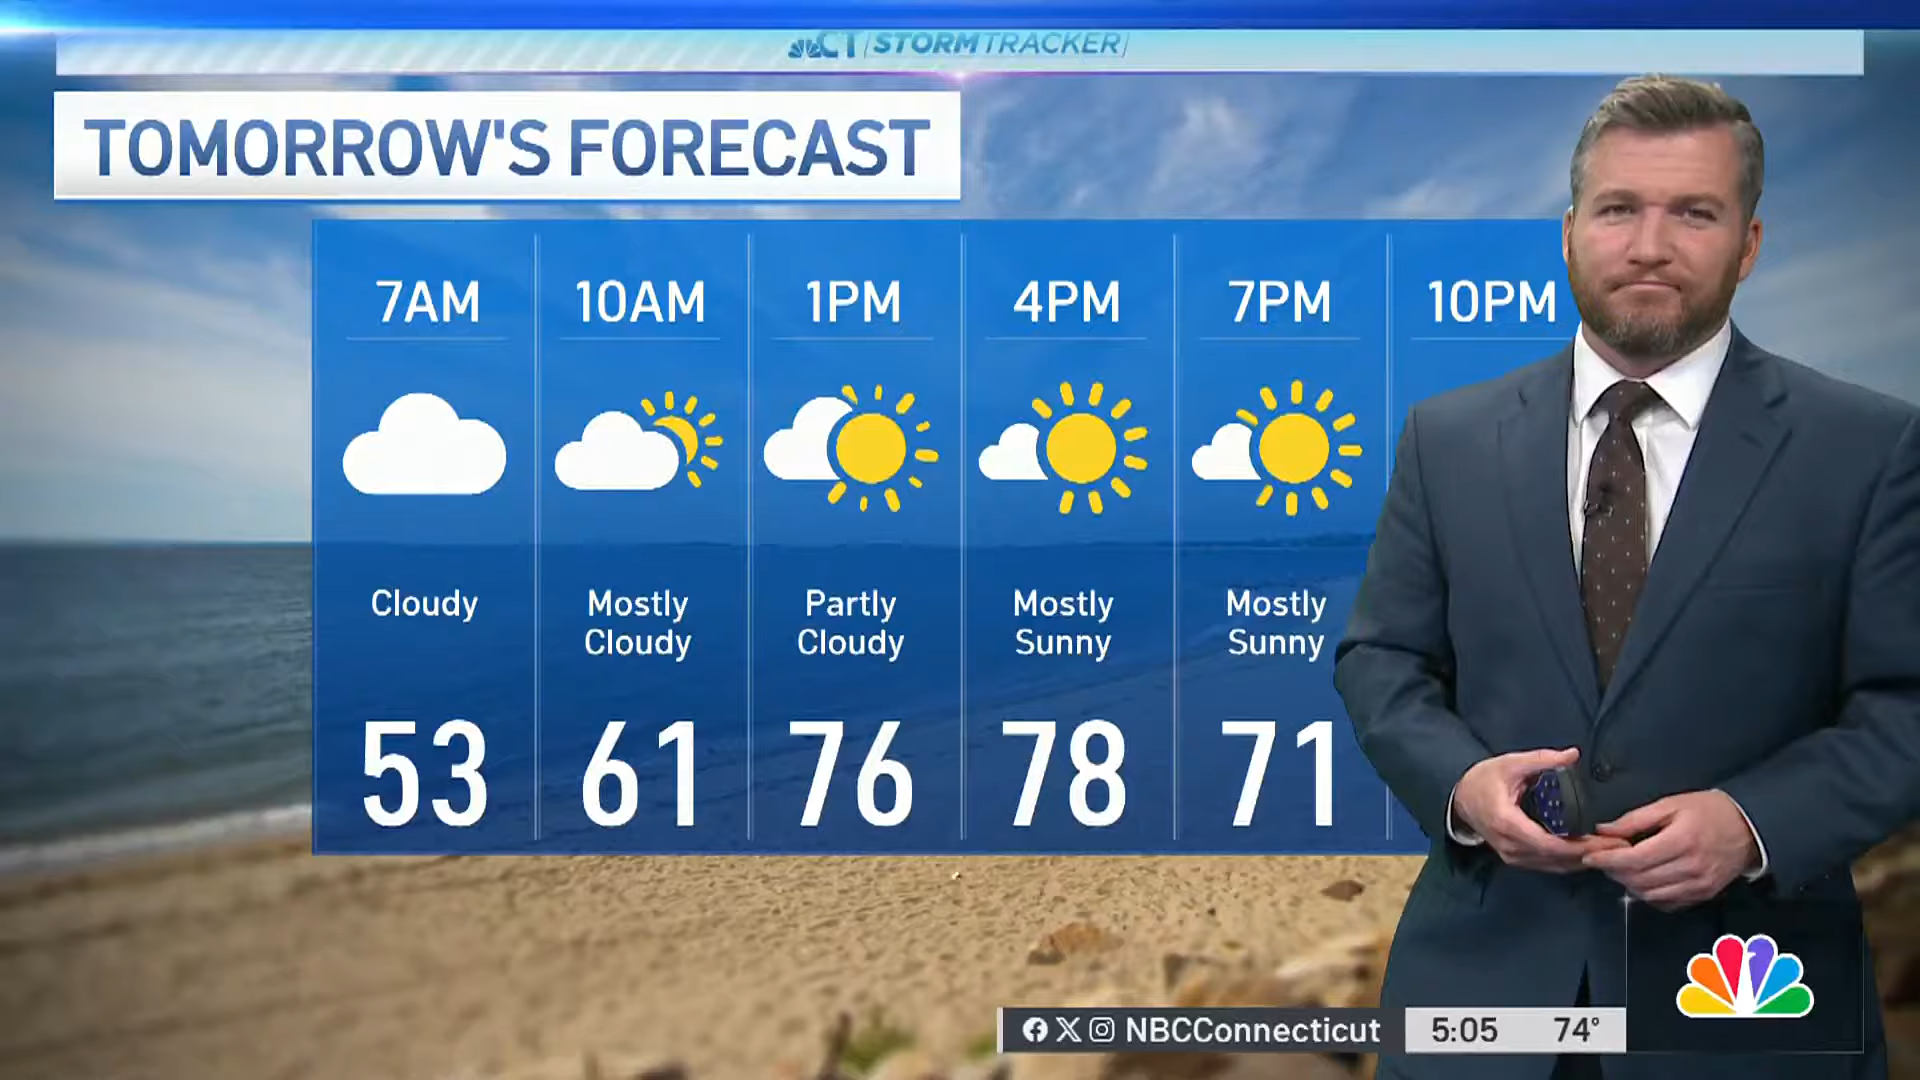 CT STORMTRACKER
TOMORROW'S FORECAST
7AM 10AM 1PM 4PM 7PM 10PM
Cloudy
Mostly Cloudy
Partly Cloudy
Mostly Sunny
Mostly Sunny
53 61 76 78 71
NBCConnecticut
5:05 74°